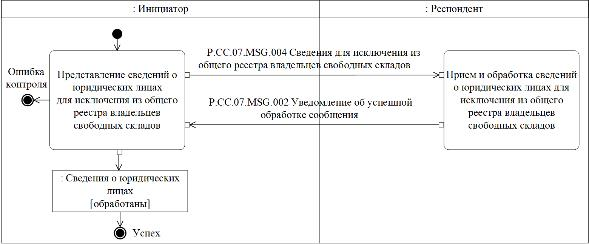 : Инициатор
: Респондент
Ошибка
контроля
Представление сведений о
юридических лицах
для исключения из общего
реестра владельцев
свободных складов
P.CC.07.MSG.004 Сведения для исключения из
общего реестра владельцев свободных складов
P.CC.07.MSG.002 Уведомление об успешной
обработке сообщения
Прием и обработка сведений
о юридических лицах для
исключения из общего
реестра владельцев
свободных складов
: Сведения о юридических
лицах
[обработаны]
Успех